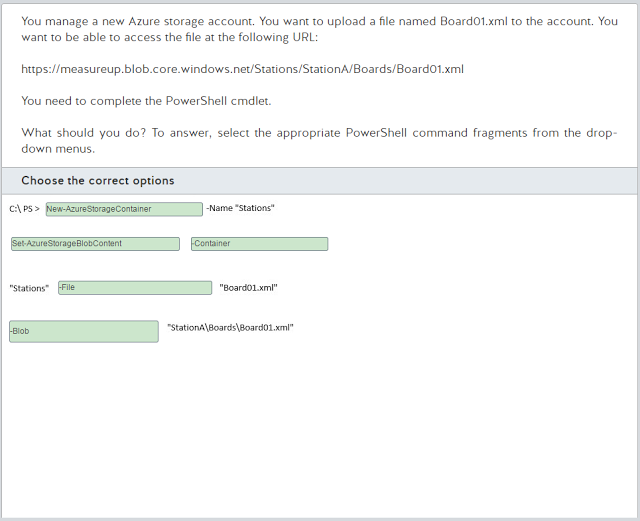 You manage a new Azure storage account. You want to upload a file named Board01.xml to the account. You
want to be able to access the file at the following URL:
https://measureup.blob.core.windows.net/Stations/StationA/Boards/Board01.xml
You need to complete the PowerShell cmdlet.
What should you do? To answer, select the appropriate PowerShell command fragments from the drop-
down menus.
Choose the correct options
C:\ PS > New-AzureStorageContainer -Name "Stations"
Set-AzureStorageBlobContent -Container
"Stations" -File "Board01.xml"
-Blob "StationA\Boards\Board01.xml"